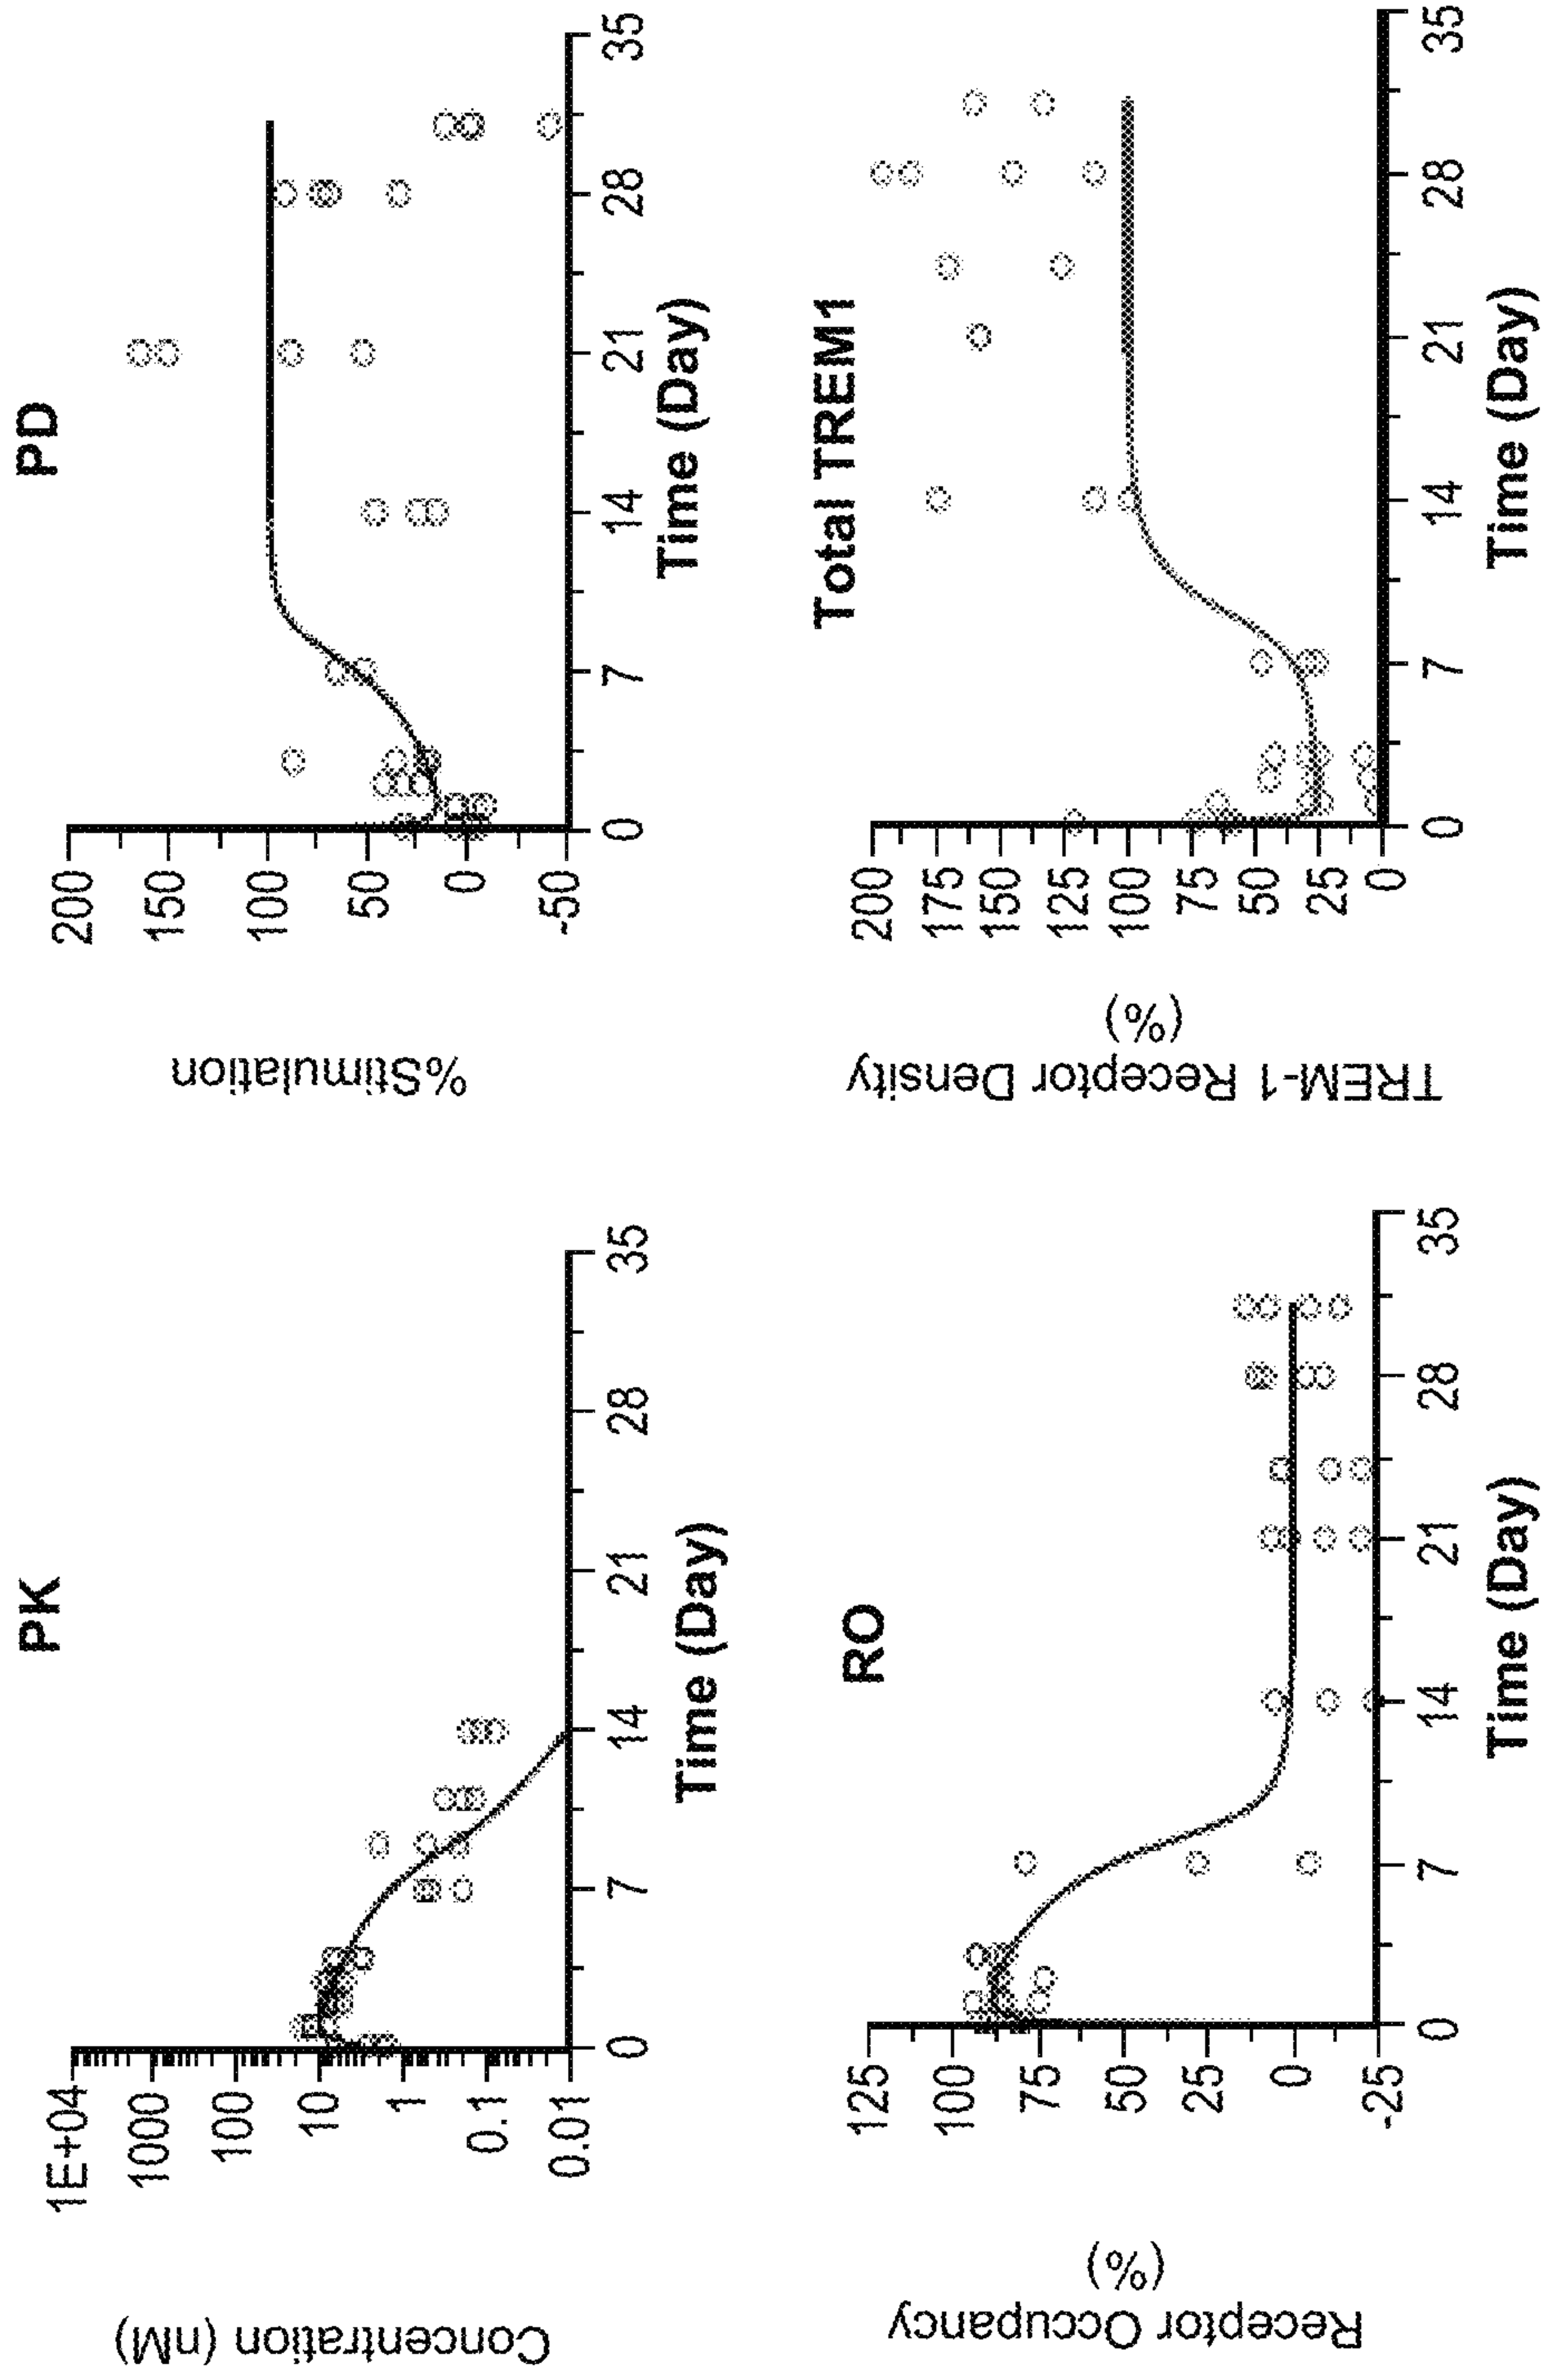 PK
Concentration (nM)
1E+04
1000
100
10
1
0.1
0.01
0 7 14 21 28 35
Time (Day)
PD
%Stimulation
200
150
100
50
0
-50
0 7 14 21 28 35
Time (Day)
RO
Receptor Occupancy
(%)
125
100
75
50
25
0
-25
0 7 14 21 28 35
Time (Day)
Total TREM1
TREM-1 Receptor Density
(%)
200
175
150
125
100
75
50
25
0
0 7 14 21 28 35
Time (Day)